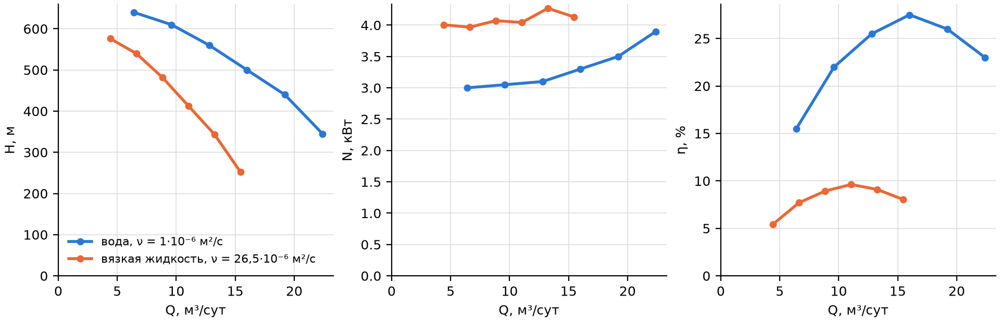 H, м
600
500
400
300
200
100
0
вода, ν = 1·10⁻⁶ м²/с
вязкая жидкость, ν = 26,5·10⁻⁶ м²/с
0 5 10 15 20
Q, м³/сут
N, кВт
4.0
3.5
3.0
2.5
2.0
1.5
1.0
0.5
0.0
0 5 10 15 20
Q, м³/сут
η, %
25
20
15
10
5
0
0 5 10 15 20
Q, м³/сут